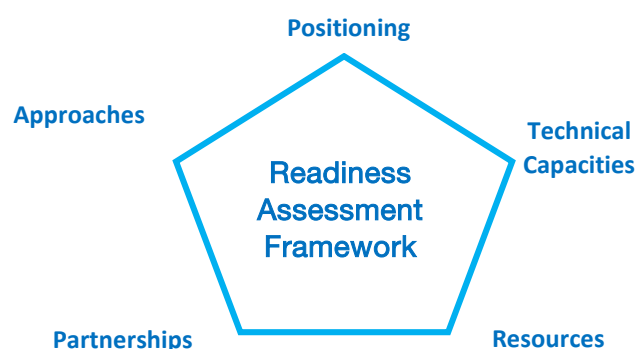 Positioning
Approaches
Technical
Capacities
Readiness
Assessment
Framework
Partnerships
Resources